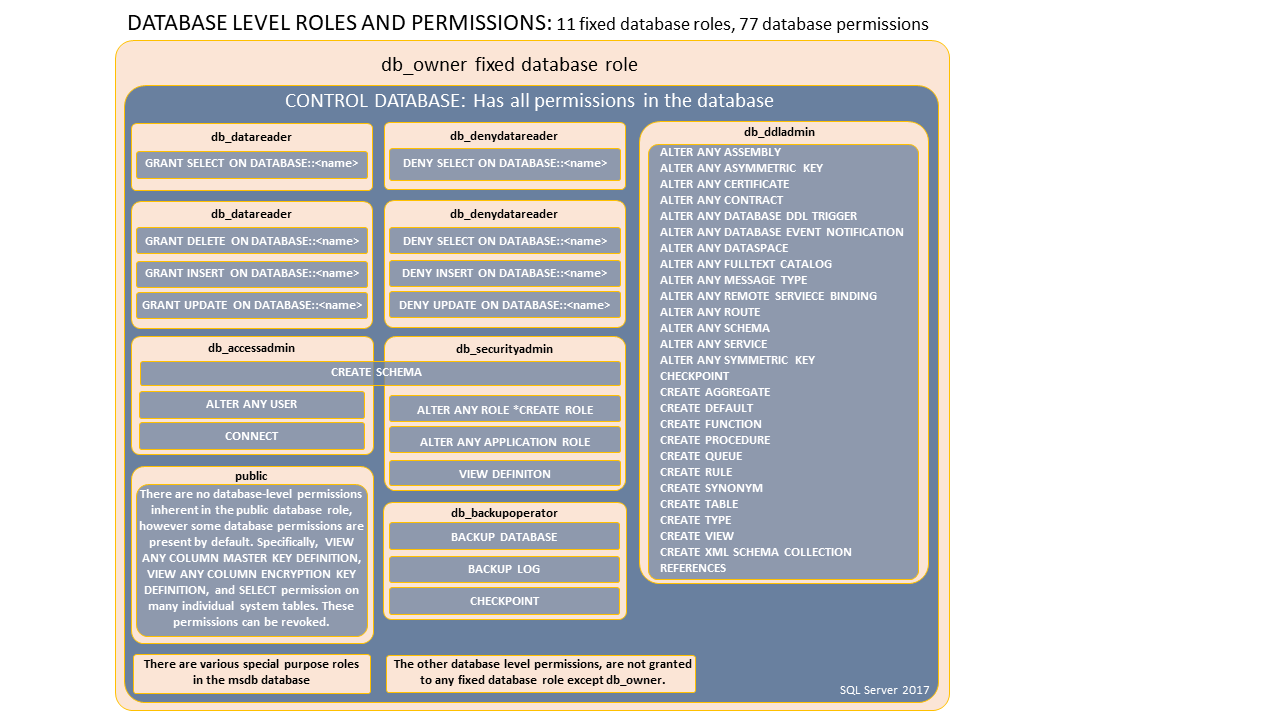 DATABASE LEVEL ROLES AND PERMISSIONS: 11 fixed database roles, 77 database permissions
db_owner fixed database role
CONTROL DATABASE: Has all permissions in the database
db_datareader
GRANT SELECT ON DATABASE::<name>
db_denydatareader
DENY SELECT ON DATABASE::<name>
db_datareader
GRANT DELETE ON DATABASE::<name>
GRANT INSERT ON DATABASE::<name>
GRANT UPDATE ON DATABASE::<name>
db_denydatareader
DENY SELECT ON DATABASE::<name>
DENY INSERT ON DATABASE::<name>
DENY UPDATE ON DATABASE::<name>
db_accessadmin
db_securityadmin
CREATE SCHEMA
ALTER ANY USER
CONNECT
ALTER ANY ROLE *CREATE ROLE
ALTER ANY APPLICATION ROLE
VIEW DEFINITON
public
There are no database-level permissions
inherent in the public database role,
however some database permissions are
present by default. Specifically, VIEW
ANY COLUMN MASTER KEY DEFINITION,
VIEW ANY COLUMN ENCRYPTION KEY
DEFINITION, and SELECT permission on
many individual system tables. These
permissions can be revoked.
db_backupoperator
BACKUP DATABASE
BACKUP LOG
CHECKPOINT
db_ddladmin
ALTER ANY ASSEMBLY
ALTER ANY ASYMMETRIC KEY
ALTER ANY CERTIFICATE
ALTER ANY CONTRACT
ALTER ANY DATABASE DDL TRIGGER
ALTER ANY DATABASE EVENT NOTIFICATION
ALTER ANY DATASPACE
ALTER ANY FULLTEXT CATALOG
ALTER ANY MESSAGE TYPE
ALTER ANY REMOTE SERVIECE BINDING
ALTER ANY ROUTE
ALTER ANY SCHEMA
ALTER ANY SERVICE
ALTER ANY SYMMETRIC KEY
CHECKPOINT
CREATE AGGREGATE
CREATE DEFAULT
CREATE FUNCTION
CREATE PROCEDURE
CREATE QUEUE
CREATE RULE
CREATE SYNONYM
CREATE TABLE
CREATE TYPE
CREATE VIEW
CREATE XML SCHEMA COLLECTION
REFERENCES
There are various special purpose roles
in the msdb database
The other database level permissions, are not granted
to any fixed database role except db_owner.
SQL Server 2017